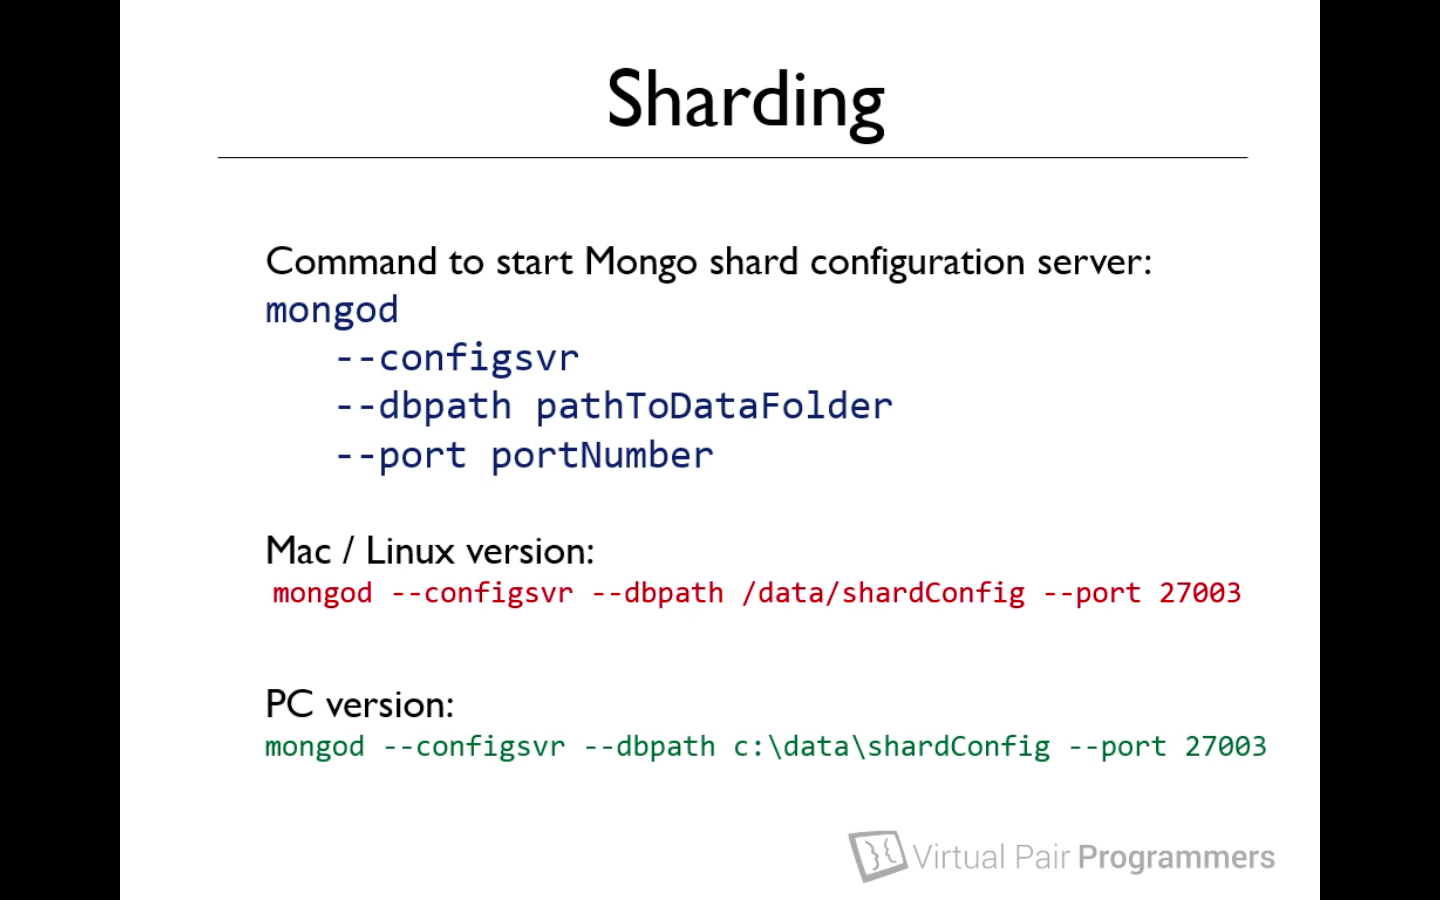 Sharding
Command to start Mongo shard configuration server:
mongod
--configsvr
--dbpath pathToDataFolder
--port portNumber
Mac / Linux version:
mongod --configsvr --dbpath /data/shardConfig --port 27003
PC version:
mongod --configsvr --dbpath c:\data\shardConfig --port 27003
Virtual Pair Programmers